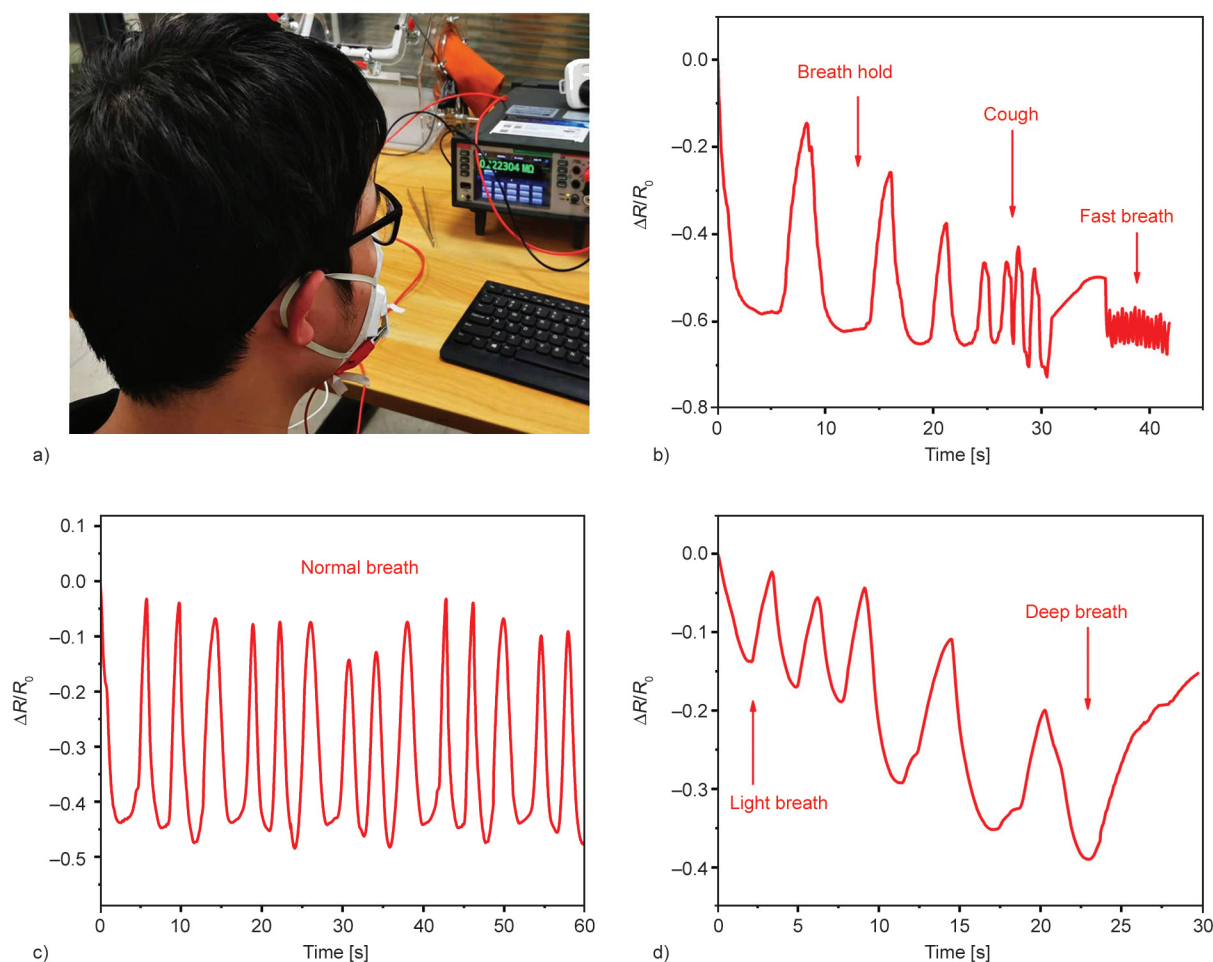 0.222304 MΩ
a)
0.0
–0.2
–0.4
–0.6
–0.8
ΔR/R₀
Breath hold
Cough
Fast breath
0 10 20 30 40
Time [s]
b)
0.1
0.0
–0.1
–0.2
–0.3
–0.4
–0.5
ΔR/R₀
Normal breath
0 10 20 30 40 50 60
Time [s]
c)
0.0
–0.1
–0.2
–0.3
–0.4
ΔR/R₀
Deep breath
Light breath
0 5 10 15 20 25 30
Time [s]
d)